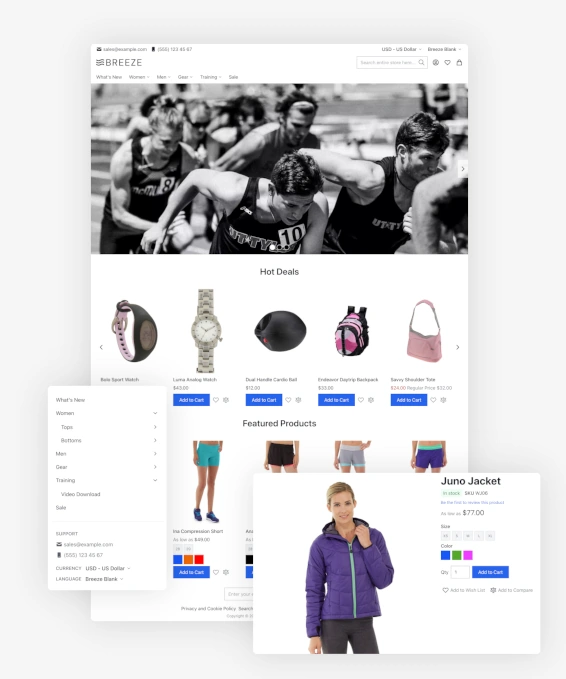 sales@example.com (555) 123 45 67 USD - US Dollar Breeze Blank
BREEZE
Search entire store here...
What's New Women Men Gear Training Sale
8
UT-TYL 10
Hot Deals
Bolo Sport Watch
Luma Analog Watch
$43.00
Add to Cart
Dual Handle Cardio Ball
$12.00
Add to Cart
Endeavor Daytrip Backpack
$33.00
Add to Cart
Savvy Shoulder Tote
$24.00 Regular Price $32.00
Add to Cart
Featured Products
Ina Compression Short
As low as $49.00
Add to Cart
Enter your
Privacy and Cookie Policy Search
Copyright ©
What's New
Women
Tops
Bottoms
Men
Gear
Training
Video Download
Sale
SUPPORT
sales@example.com
(555) 123 45 67
CURRENCY USD - US Dollar
LANGUAGE Breeze Blank
Juno Jacket
In stock SKU WJ06
Be the first to review this product
As low as $77.00
Size
XS S M L XL
Color
Qty 1 Add to Cart
Add to Wish List Add to Compare